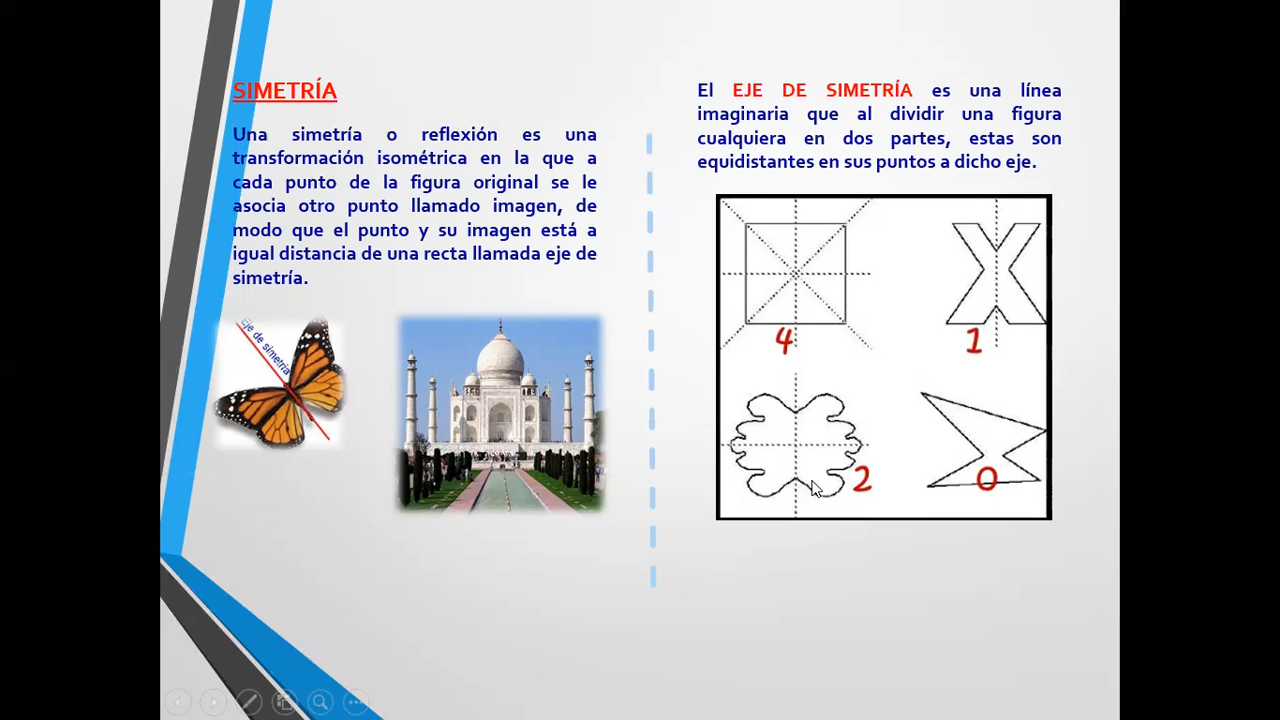 SIMETRÍA
Una simetría o reflexión es una
transformación isométrica en la que a
cada punto de la figura original se le
asocia otro punto llamado imagen, de
modo que el punto y su imagen está a
igual distancia de una recta llamada eje de
simetría.
Eje de simetría
El EJE DE SIMETRÍA es una línea
imaginaria que al dividir una figura
cualquiera en dos partes, estas son
equidistantes en sus puntos a dicho eje.
4
1
2
0